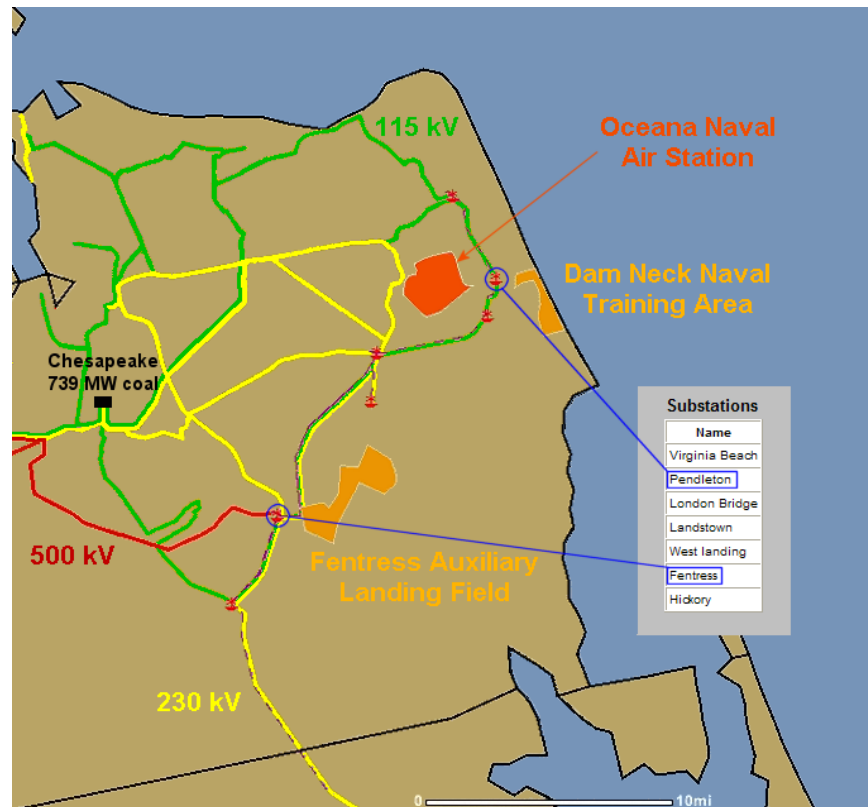 115 kV
Oceana Naval
Air Station
Dam Neck Naval
Training Area
Chesapeake
739 MW coal
Substations
Name
Virginia Beach
Pendleton
London Bridge
Landstown
West landing
Fentress
Hickory
500 kV
Fentress Auxiliary
Landing Field
230 kV
0
10mi